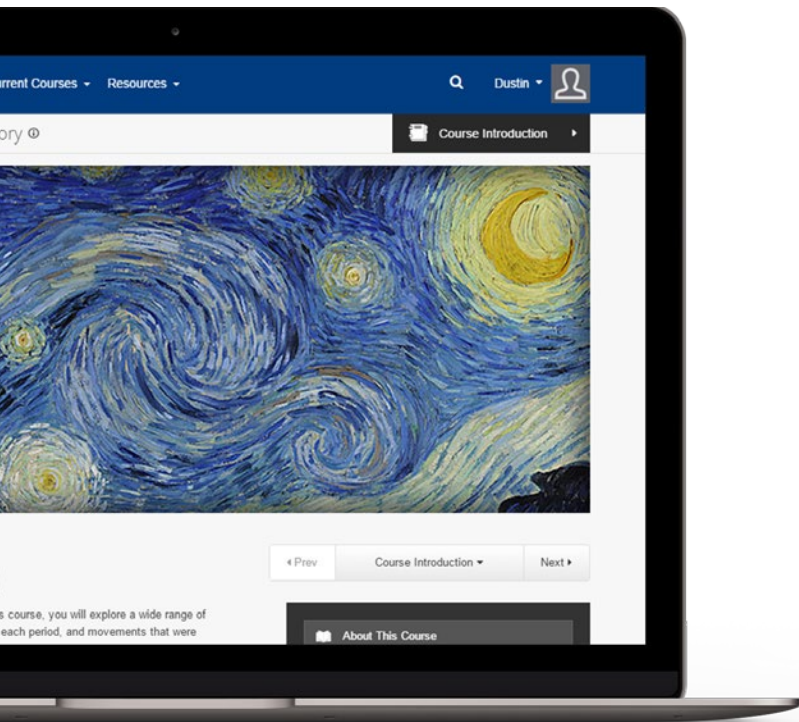 urrent Courses Resources Dustin
ory
Course Introduction
Prev Course Introduction Next
s course, you will explore a wide range of
each period, and movements that were
About This Course